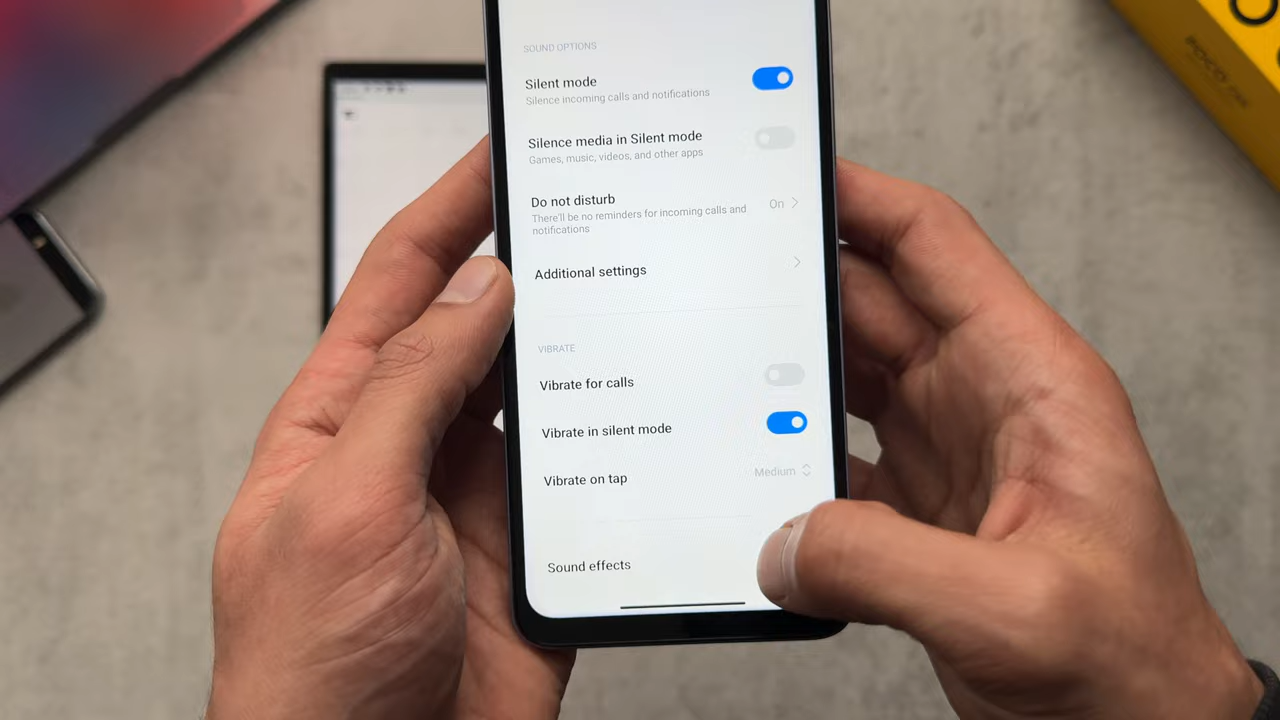 SOUND OPTIONS
Silent mode
Silence incoming calls and notifications
Silence media in Silent mode
Games, music, videos, and other apps
Do not disturb
There'll be no reminders for incoming calls and
notifications
On
Additional settings
VIBRATE
Vibrate for calls
Vibrate in silent mode
Vibrate on tap
Medium
Sound effects
POCO